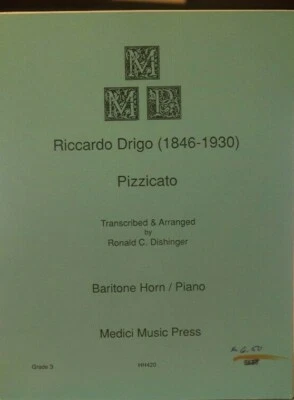 M
M P
Riccardo Drigo (1846-1930)
Pizzicato
Transcribed & Arranged
by
Ronald C. Dishinger
Baritone Horn / Piano
Medici Music Press
Grade 3